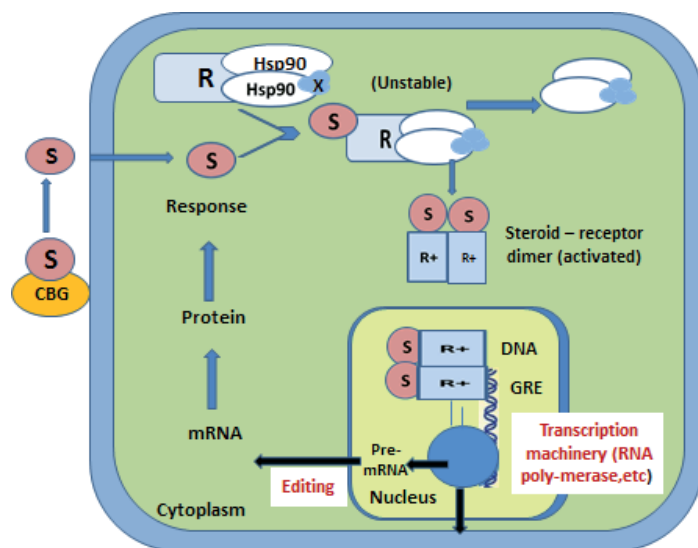 Hsp90
R
Hsp90
X
(Unstable)
S
R
S
S
Response
S
S
S
CBG
R+
R+
Steroid – receptor
dimer (activated)
Protein
S
R+
DNA
S
R+
GRE
mRNA
Pre-
mRNA
Transcription
machinery (RNA
poly-merase,etc)
Editing
Nucleus
Cytoplasm